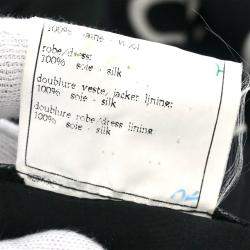 100% laine - wool
robe/dress:
100% soie - silk
doublure veste, jacket lining:
100% soie - silk
doublure robe/dress lining
100% soie - silk